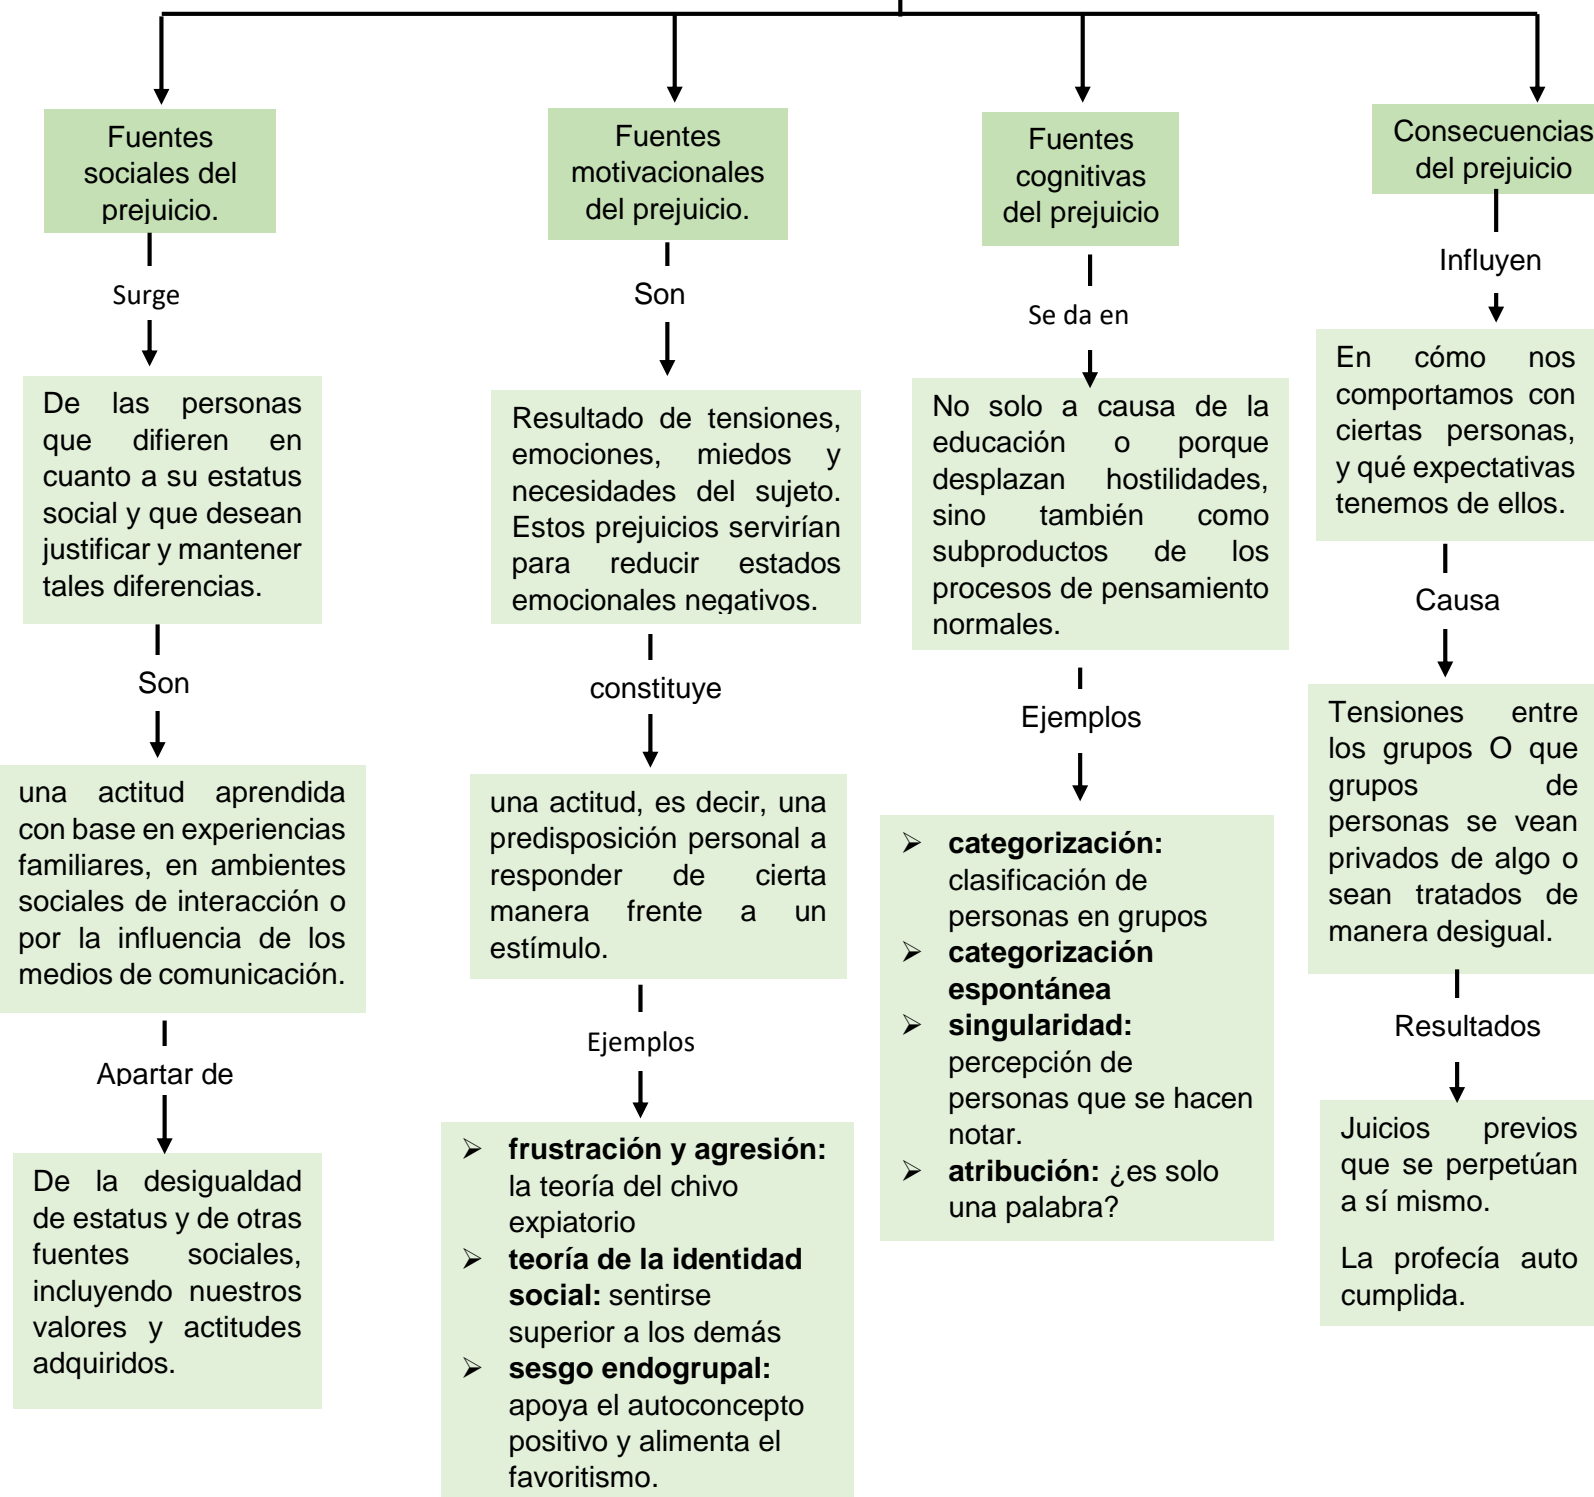 Fuentes
sociales del
prejuicio.
Surge
De las personas
que difieren en
cuanto a su estatus
social y que desean
justificar y mantener
tales diferencias.
Son
una actitud aprendida
con base en experiencias
familiares, en ambientes
sociales de interacción o
por la influencia de los
medios de comunicación.
Apartar de
De la desigualdad
de estatus y de otras
fuentes sociales,
incluyendo nuestros
valores y actitudes
adquiridos.
Fuentes
motivacionales
del prejuicio.
Son
Resultado de tensiones,
emociones, miedos y
necesidades del sujeto.
Estos prejuicios servirían
para reducir estados
emocionales negativos.
constituye
una actitud, es decir, una
predisposición personal a
responder de cierta
manera frente a un
estímulo.
Ejemplos
➢ frustración y agresión:
la teoría del chivo
expiatorio
➢ teoría de la identidad
social: sentirse
superior a los demás
➢ sesgo endogrupal:
apoya el autoconcepto
positivo y alimenta el
favoritismo.
Fuentes
cognitivas
del prejuicio
Se da en
No solo a causa de la
educación o porque
desplazan hostilidades,
sino también como
subproductos de los
procesos de pensamiento
normales.
Ejemplos
➢ categorización:
clasificación de
personas en grupos
➢ categorización
espontánea
➢ singularidad:
percepción de
personas que se hacen
notar.
➢ atribución: ¿es solo
una palabra?
Consecuencias
del prejuicio
Influyen
En cómo nos
comportamos con
ciertas personas,
y qué expectativas
tenemos de ellos.
Causa
Tensiones entre
los grupos O que
grupos de
personas se vean
privados de algo o
sean tratados de
manera desigual.
Resultados
Juicios previos
que se perpetúan
a sí mismo.
La profecía auto
cumplida.